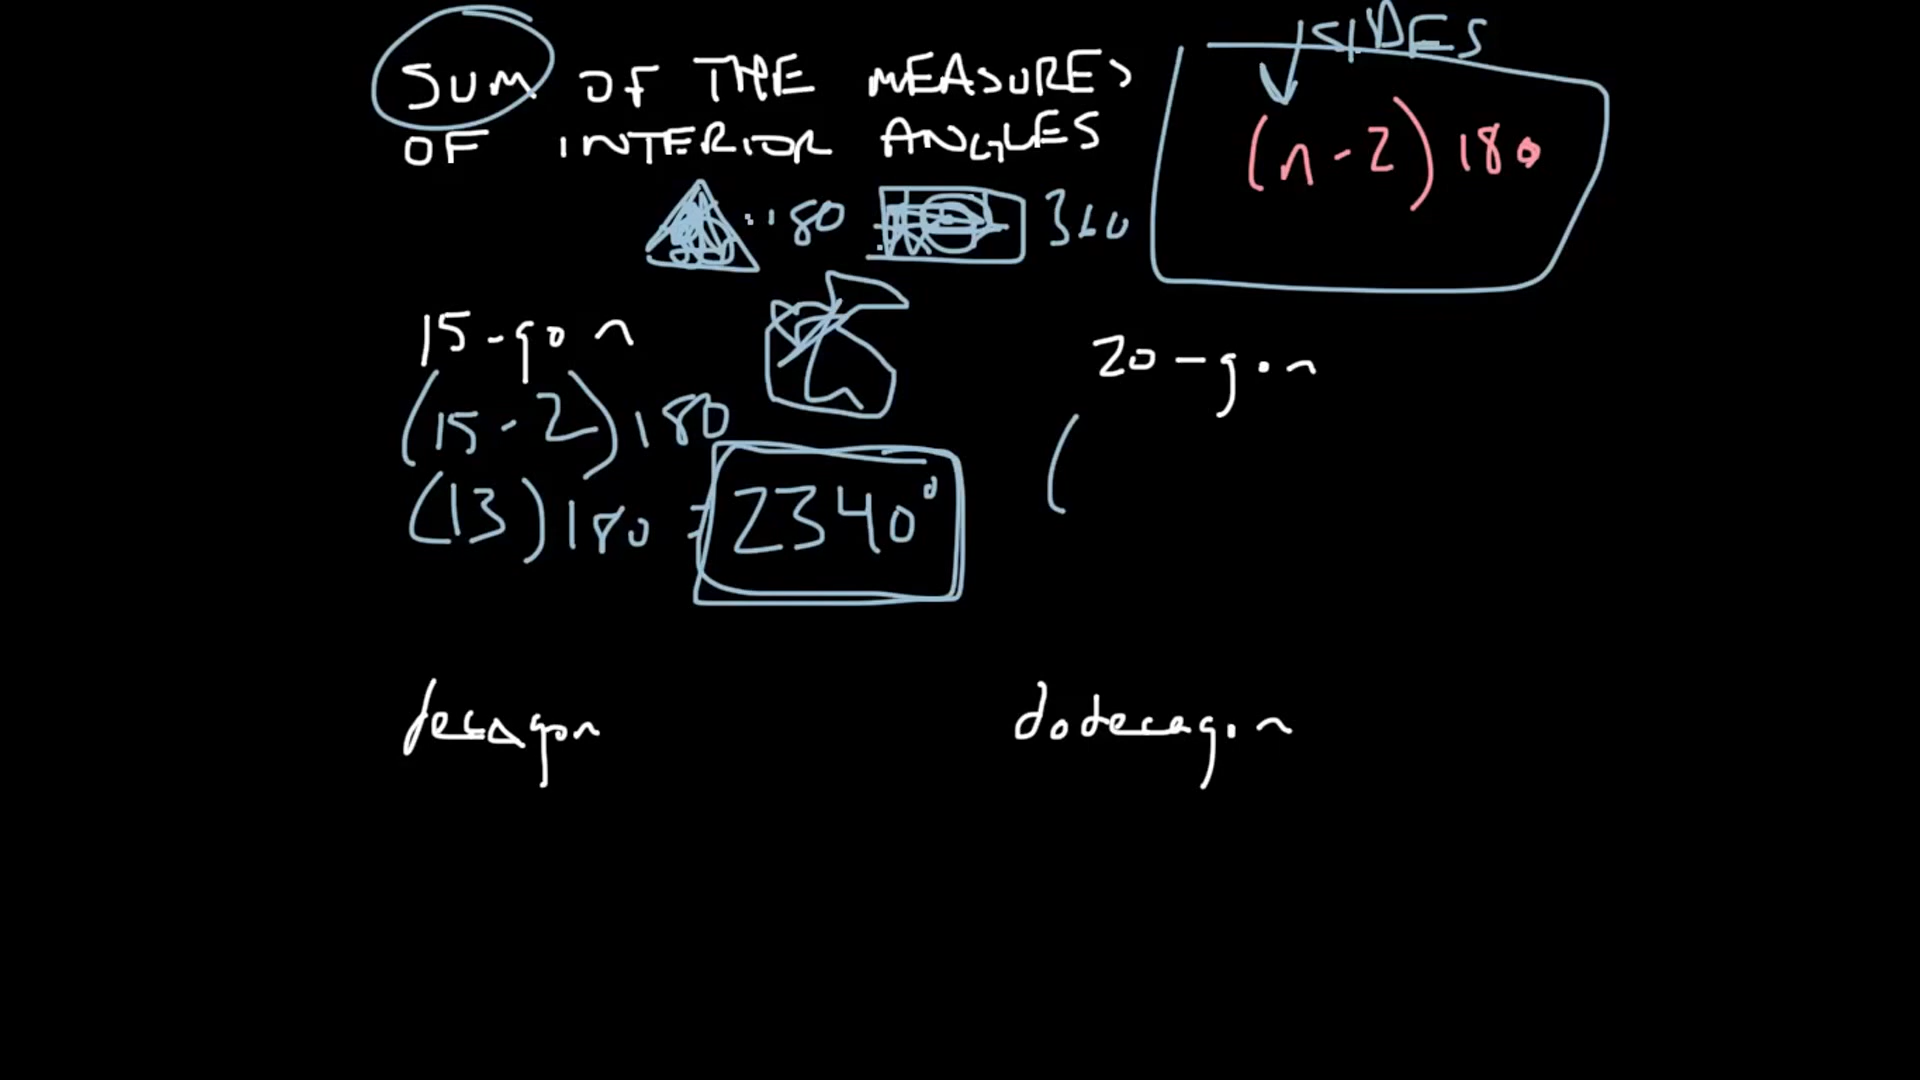 SUM OF THE MEASURES
OF INTERIOR ANGLES
SIDES
(n-2)180
180
360
15-gon
(15-2)180
(13)180 = 2340°
20-gon
(
decagon
dodecagon